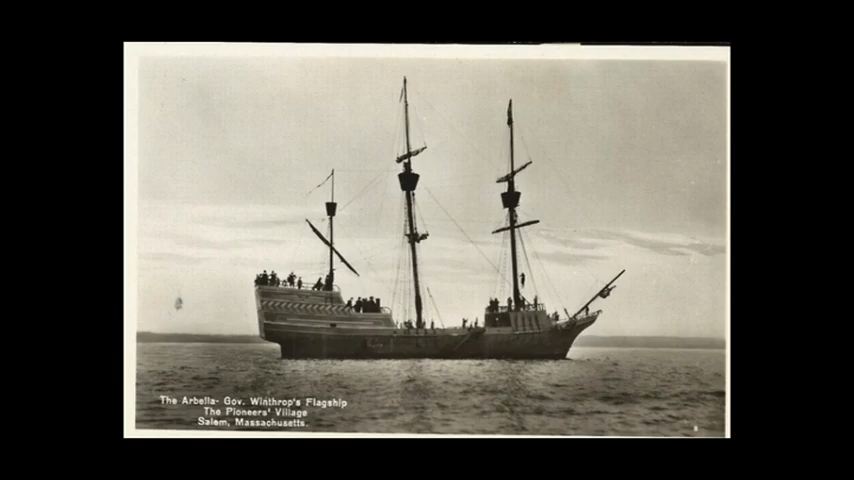 The Arbella- Gov. Winthrop's Flagship
The Pioneers' Village
Salem, Massachusetts.